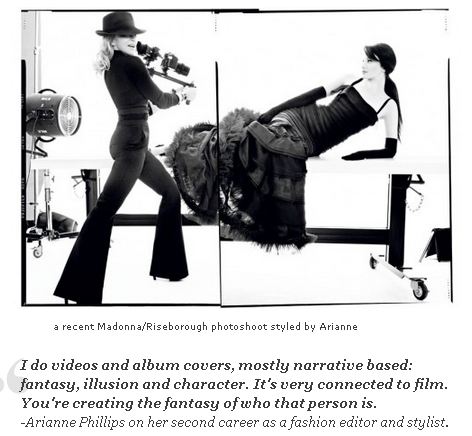 a recent Madonna/Riseborough photoshoot styled by Arianne
I do videos and album covers, mostly narrative based:
fantasy, illusion and character. It's very connected to film.
You're creating the fantasy of who that person is.
-Arianne Phillips on her second career as a fashion editor and stylist.